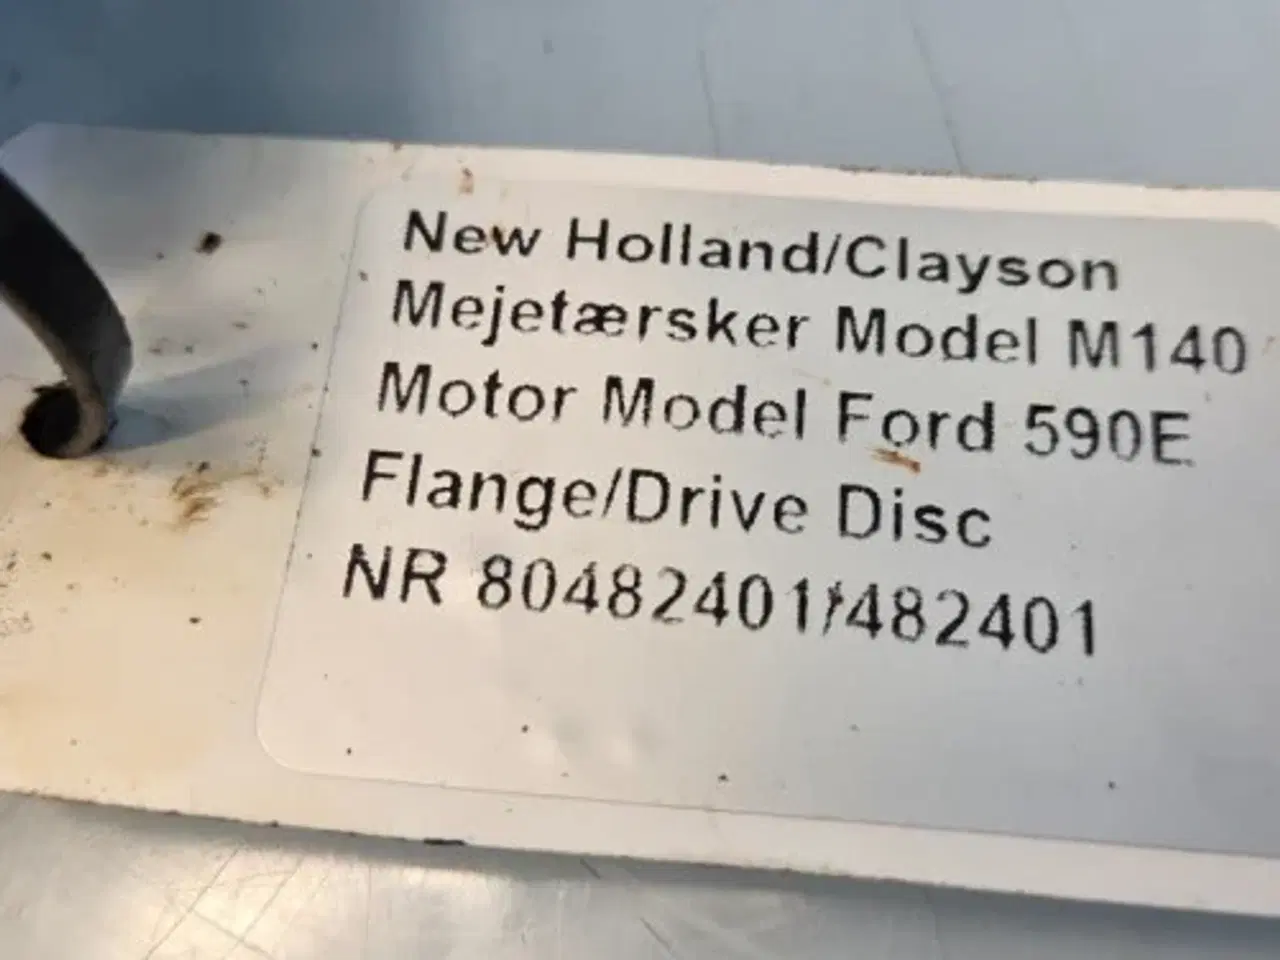 New Holland/Clayson
Mejetærsker Model M140
Motor Model Ford 590E
Flange/Drive Disc
NR 80482401/482401